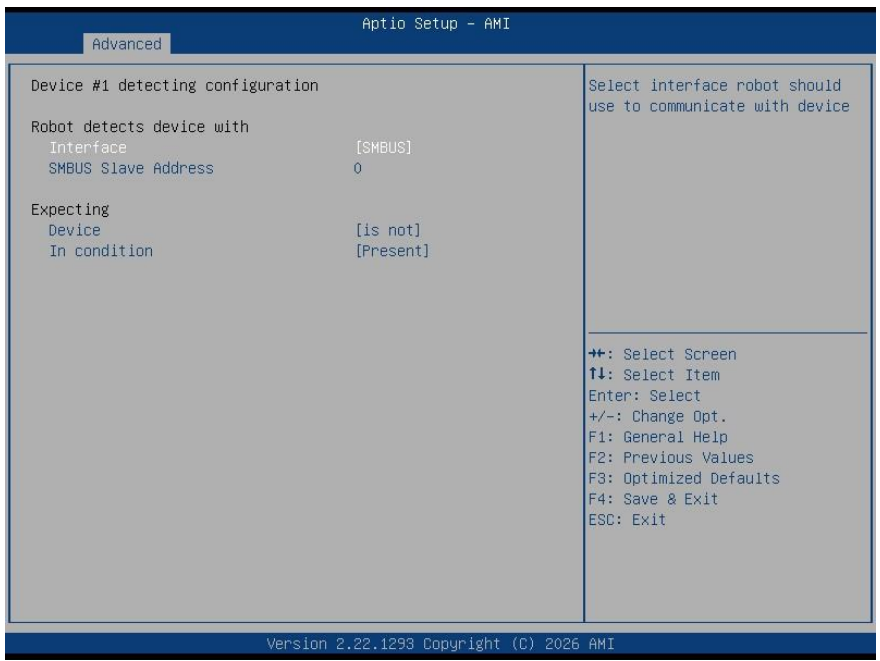 Aptio Setup – AMI
Advanced
Device #1 detecting configuration
Robot detects device with
Interface [SMBUS]
SMBUS Slave Address 0
Expecting
Device [is not]
In condition [Present]
Select interface robot should
use to communicate with device
→←: Select Screen
↑↓: Select Item
Enter: Select
+/-: Change Opt.
F1: General Help
F2: Previous Values
F3: Optimized Defaults
F4: Save & Exit
ESC: Exit
Version 2.22.1293 Copyright (C) 2026 AMI